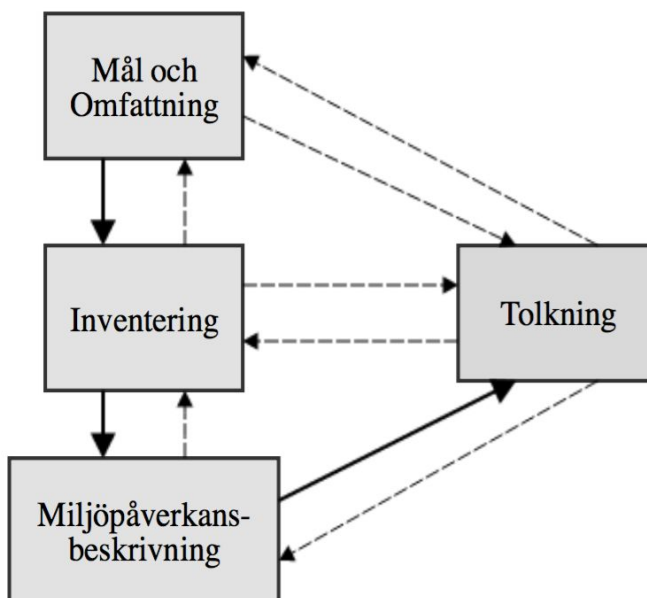 Mål och
Omfattning
Inventering
Tolkning
Miljöpåverkans-
beskrivning